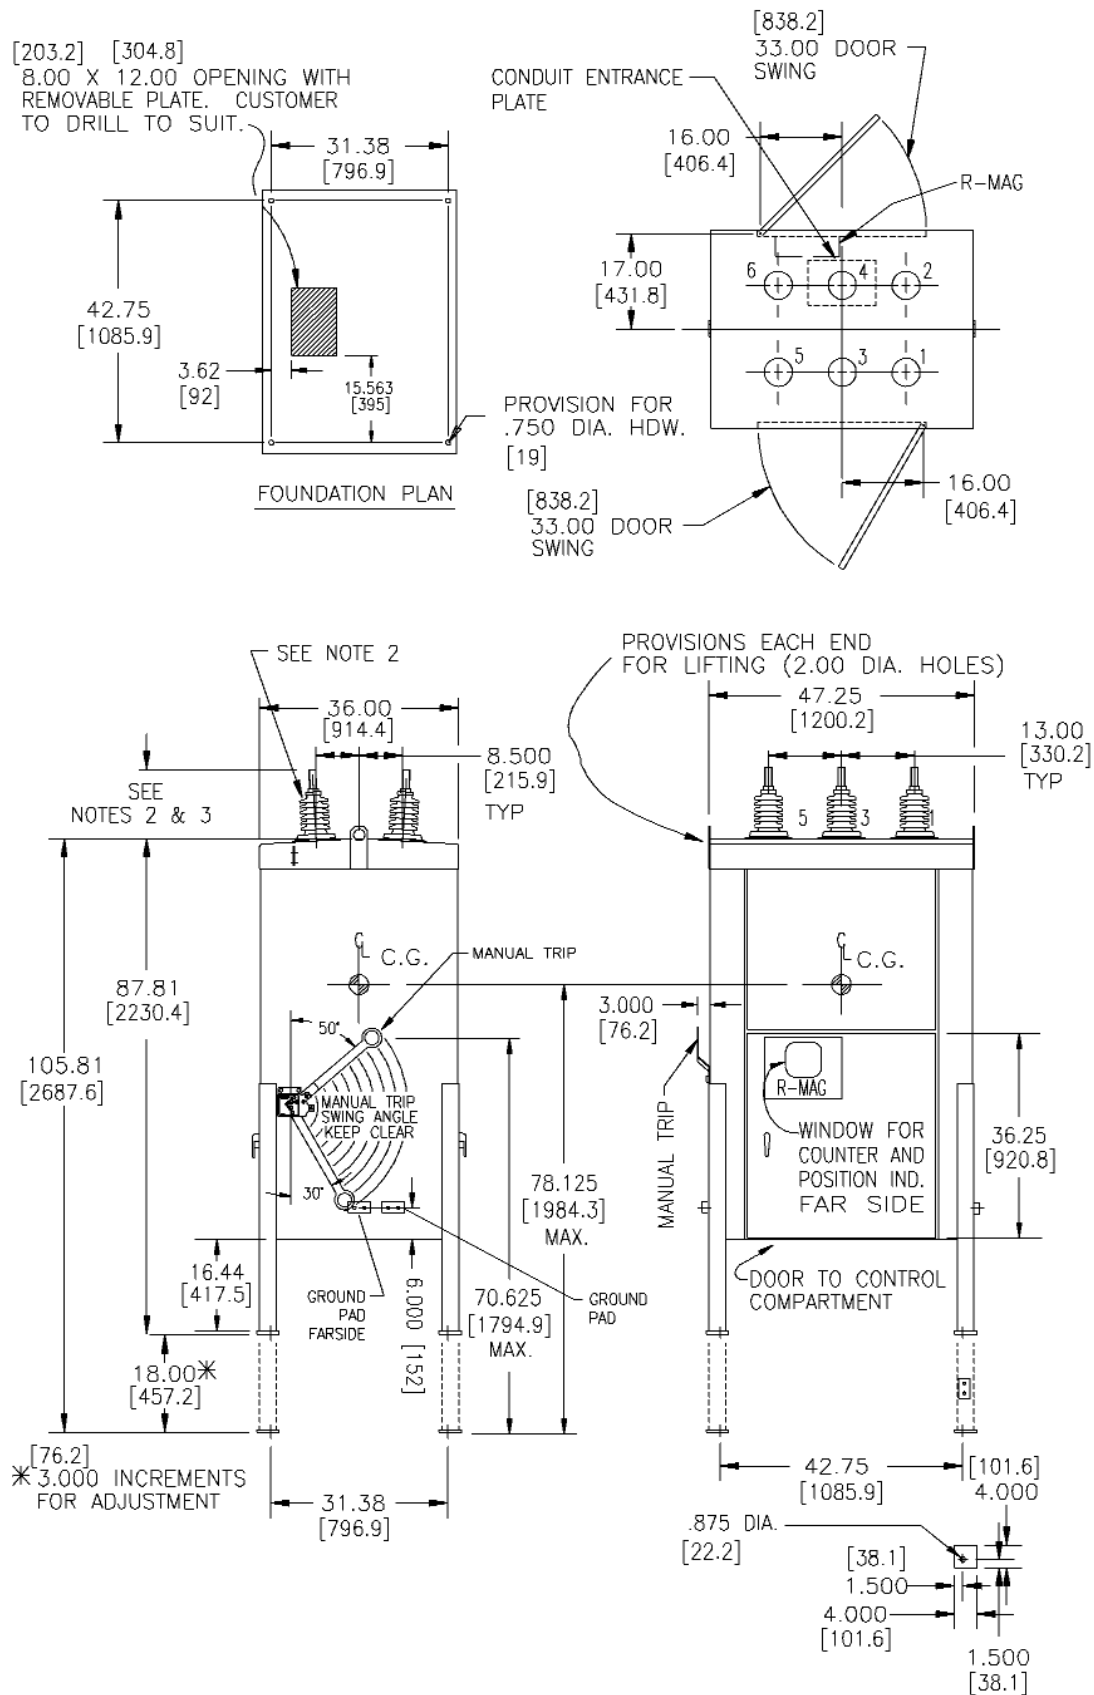 [203.2] [304.8]
8.00 X 12.00 OPENING WITH
REMOVABLE PLATE. CUSTOMER
TO DRILL TO SUIT.
31.38
[796.9]
42.75
[1085.9]
3.62
[92]
15.563
[395]
PROVISION FOR
.750 DIA. HDW.
[19]
FOUNDATION PLAN
[838.2]
33.00 DOOR
SWING
CONDUIT ENTRANCE
PLATE
16.00
[406.4]
R-MAG
17.00
[431.8]
6
4
2
5
3
1
16.00
[406.4]
[838.2]
33.00 DOOR
SWING
SEE NOTE 2
36.00
[914.4]
8.500
[215.9]
TYP
SEE
NOTES 2 & 3
87.81
[2230.4]
105.81
[2687.6]
CL
C.G.
MANUAL TRIP
50°
MANUAL TRIP
SWING ANGLE
KEEP CLEAR
30°
78.125
[1984.3]
MAX.
70.625
[1794.9]
MAX.
16.44
[417.5]
GROUND
PAD
FARSIDE
6.000 [152]
GROUND
PAD
18.00*
[457.2]
[76.2]
* 3.000 INCREMENTS
FOR ADJUSTMENT
31.38
[796.9]
PROVISIONS EACH END
FOR LIFTING (2.00 DIA. HOLES)
47.25
[1200.2]
13.00
[330.2]
TYP
5
3
1
CL
C.G.
3.000
[76.2]
MANUAL TRIP
R-MAG
WINDOW FOR
COUNTER AND
POSITION IND.
FAR SIDE
36.25
[920.8]
DOOR TO CONTROL
COMPARTMENT
42.75
[1085.9]
[101.6]
4.000
.875 DIA.
[22.2]
[38.1]
1.500
4.000
[101.6]
1.500
[38.1]